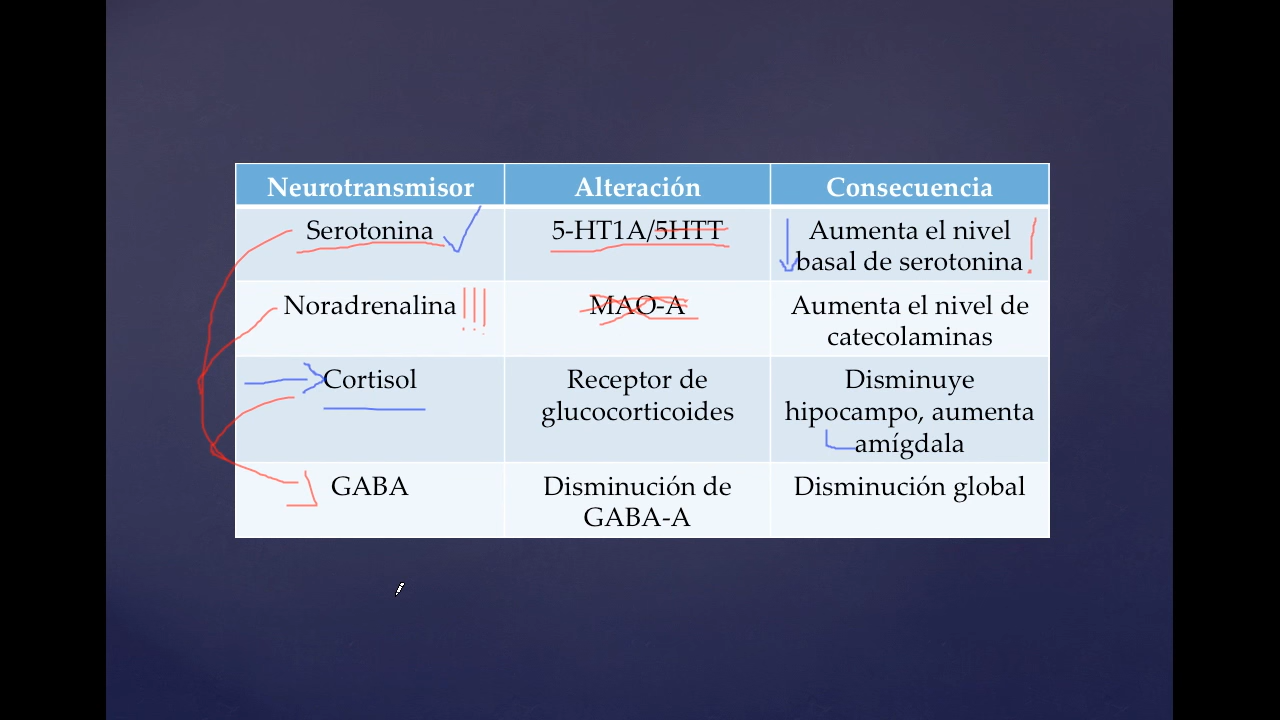 Neurotransmisor Alteración Consecuencia
Serotonina 5-HT1A/5HTT Aumenta el nivel
basal de serotonina
Noradrenalina !!! MAO-A Aumenta el nivel de
catecolaminas
Cortisol Receptor de Disminuye
glucocorticoides hipocampo, aumenta
amígdala
GABA Disminución de Disminución global
GABA-A